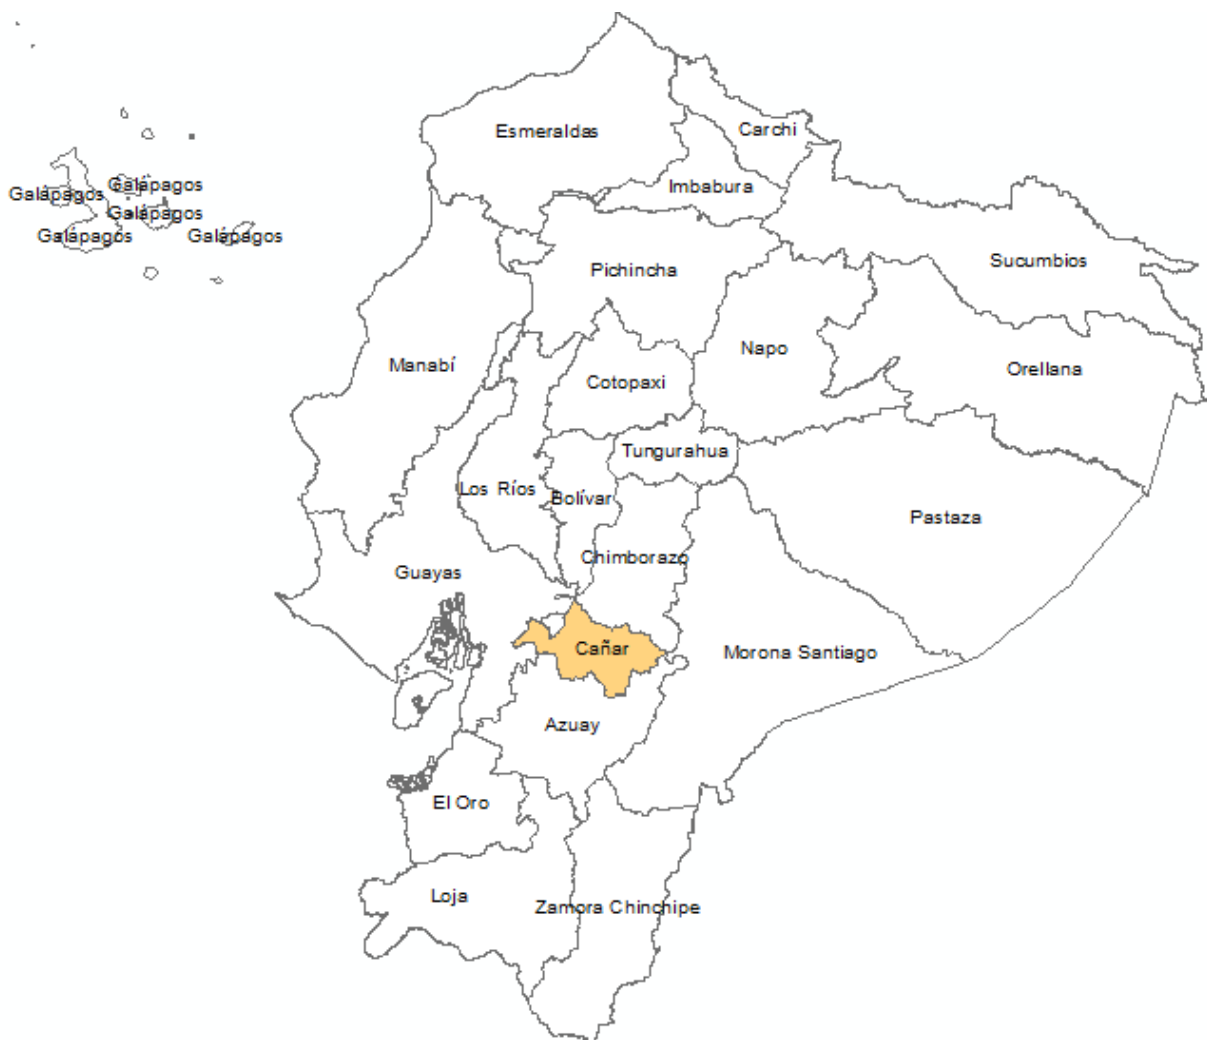 Esmeraldas
Carchi
Imbabura
Galápagos
Galápagos
Galápagos
Galápagos
Galápagos
Pichincha
Sucumbios
Manabí
Napo
Cotopaxi
Orellana
Tungurahua
Los Ríos
Bolívar
Pastaza
Chimborazo
Guayas
Cañar
Morona Santiago
Azuay
El Oro
Loja
Zamora Chinchipe